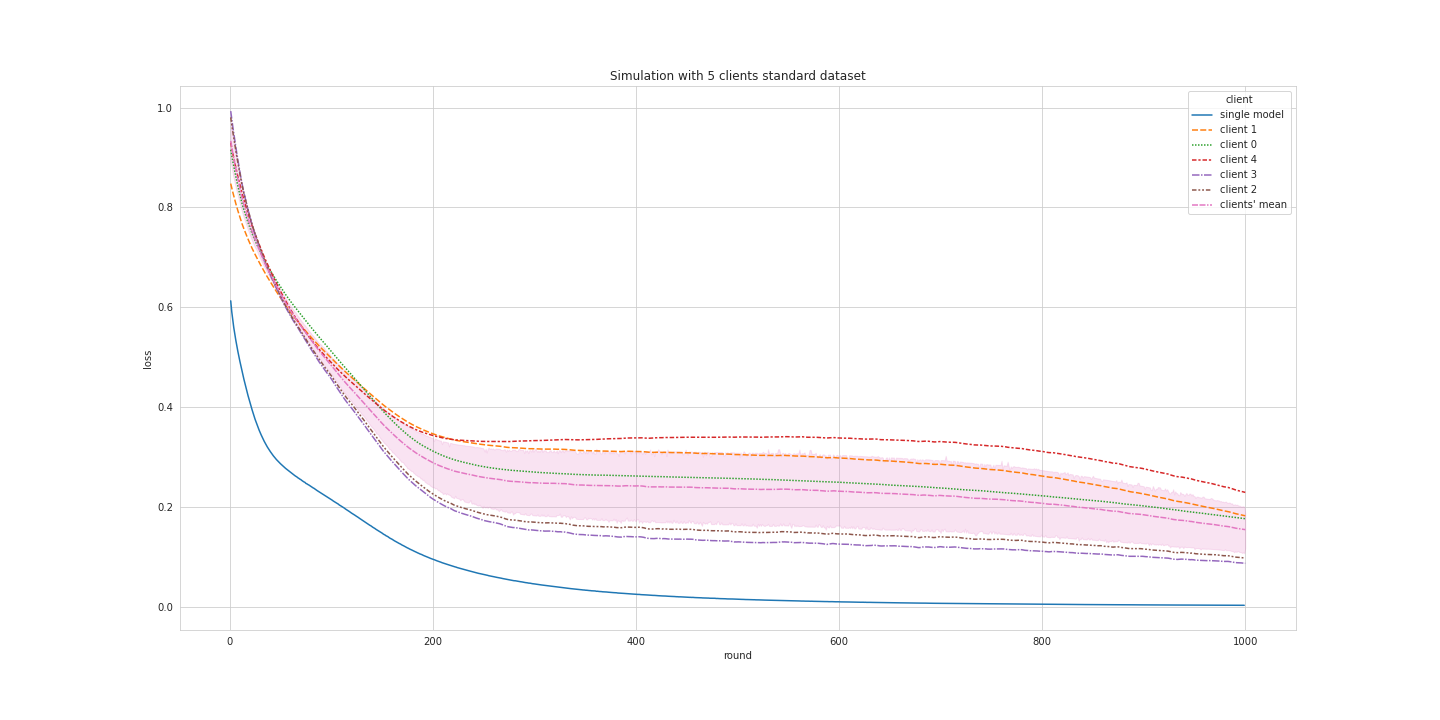 Simulation with 5 clients standard dataset
client
single model
client 1
client 0
client 4
client 3
client 2
clients' mean
1.0
0.8
0.6
0.4
0.2
0.0
loss
0
200
400
600
800
1000
round